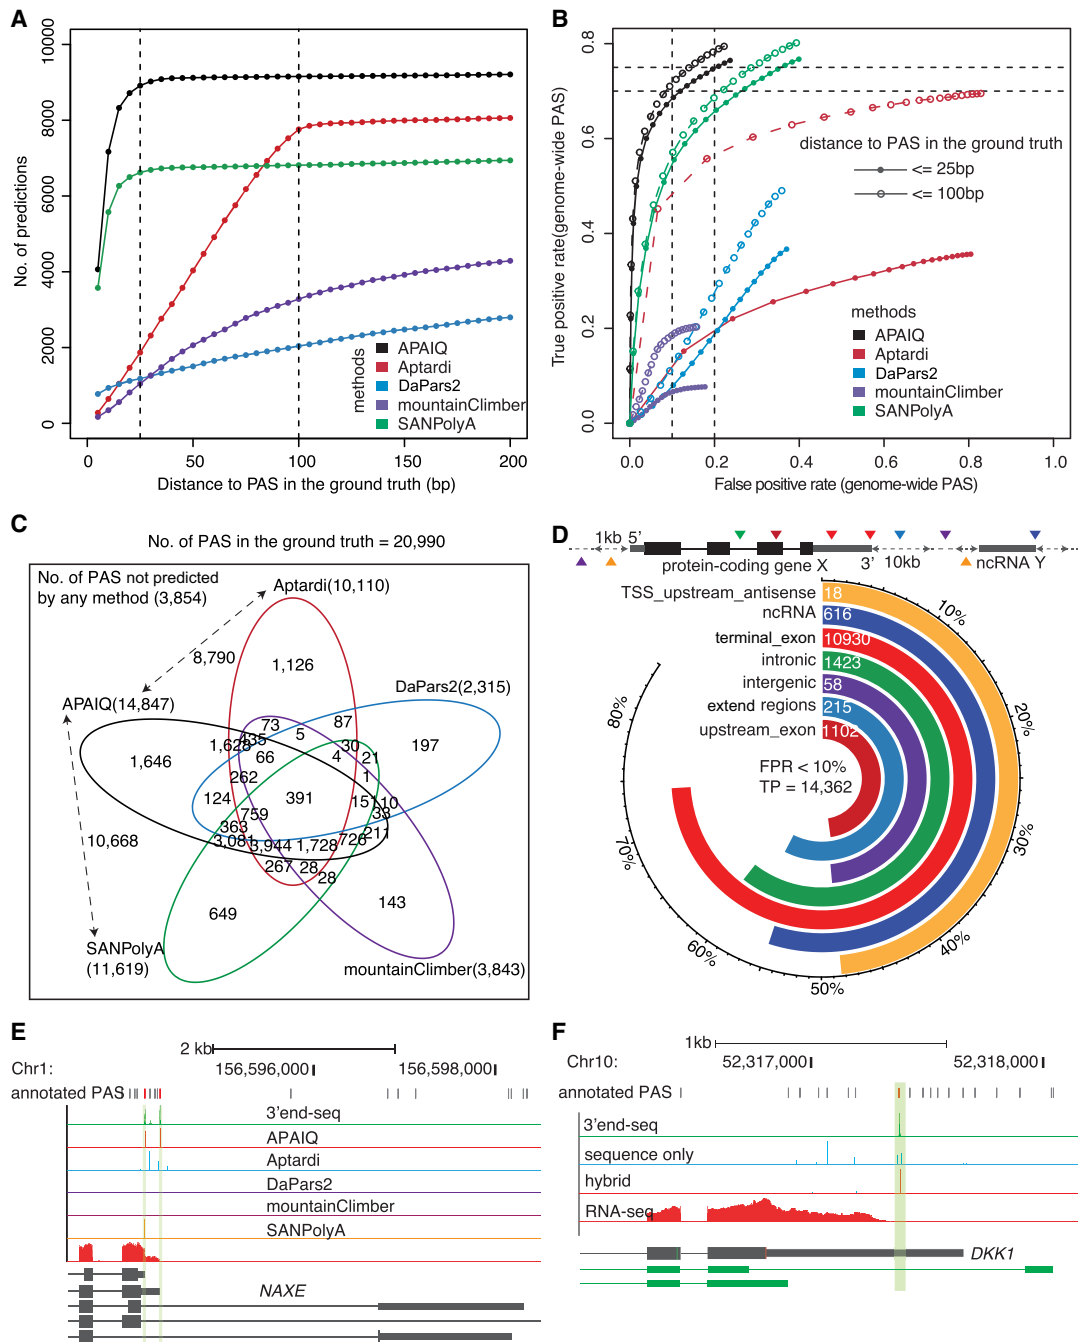 A
No. of predictions
0
2000
4000
6000
8000
10000
0
50
100
150
200
Distance to PAS in the ground truth (bp)
methods
APAIQ
Aptardi
DaPars2
mountainClimber
SANPolyA
B
True positive rate(genome-wide PAS)
0.0
0.2
0.4
0.6
0.8
0.0
0.2
0.4
0.6
0.8
1.0
False positive rate (genome-wide PAS)
distance to PAS in the ground truth
<= 25bp
<= 100bp
methods
APAIQ
Aptardi
DaPars2
mountainClimber
SANPolyA
C
No. of PAS in the ground truth = 20,990
No. of PAS not predicted
by any method (3,854)
Aptardi(10,110)
8,790
1,126
DaPars2(2,315)
APAIQ(14,847)
73
5
87
1,628
435
30
197
1,646
66
4
21
262
1
124
391
15
110
759
33
363
211
3,081
3,944
1,728
726
10,668
267
28
28
649
143
SANPolyA
(11,619)
mountainClimber(3,843)
D
1kb
5'
protein-coding gene X
3'
10kb
ncRNA Y
TSS_upstream_antisense
18
ncRNA
616
terminal_exon
10930
intronic
1423
intergenic
58
extend regions
215
upstream_exon
1102
FPR < 10%
TP = 14,362
10%
20%
30%
40%
50%
60%
70%
80%
E
2 kb
Chr1:
156,596,000
156,598,000
annotated PAS
3'end-seq
APAIQ
Aptardi
DaPars2
mountainClimber
SANPolyA
NAXE
F
1kb
Chr10:
52,317,000
52,318,000
annotated PAS
3'end-seq
sequence only
hybrid
RNA-seq
DKK1